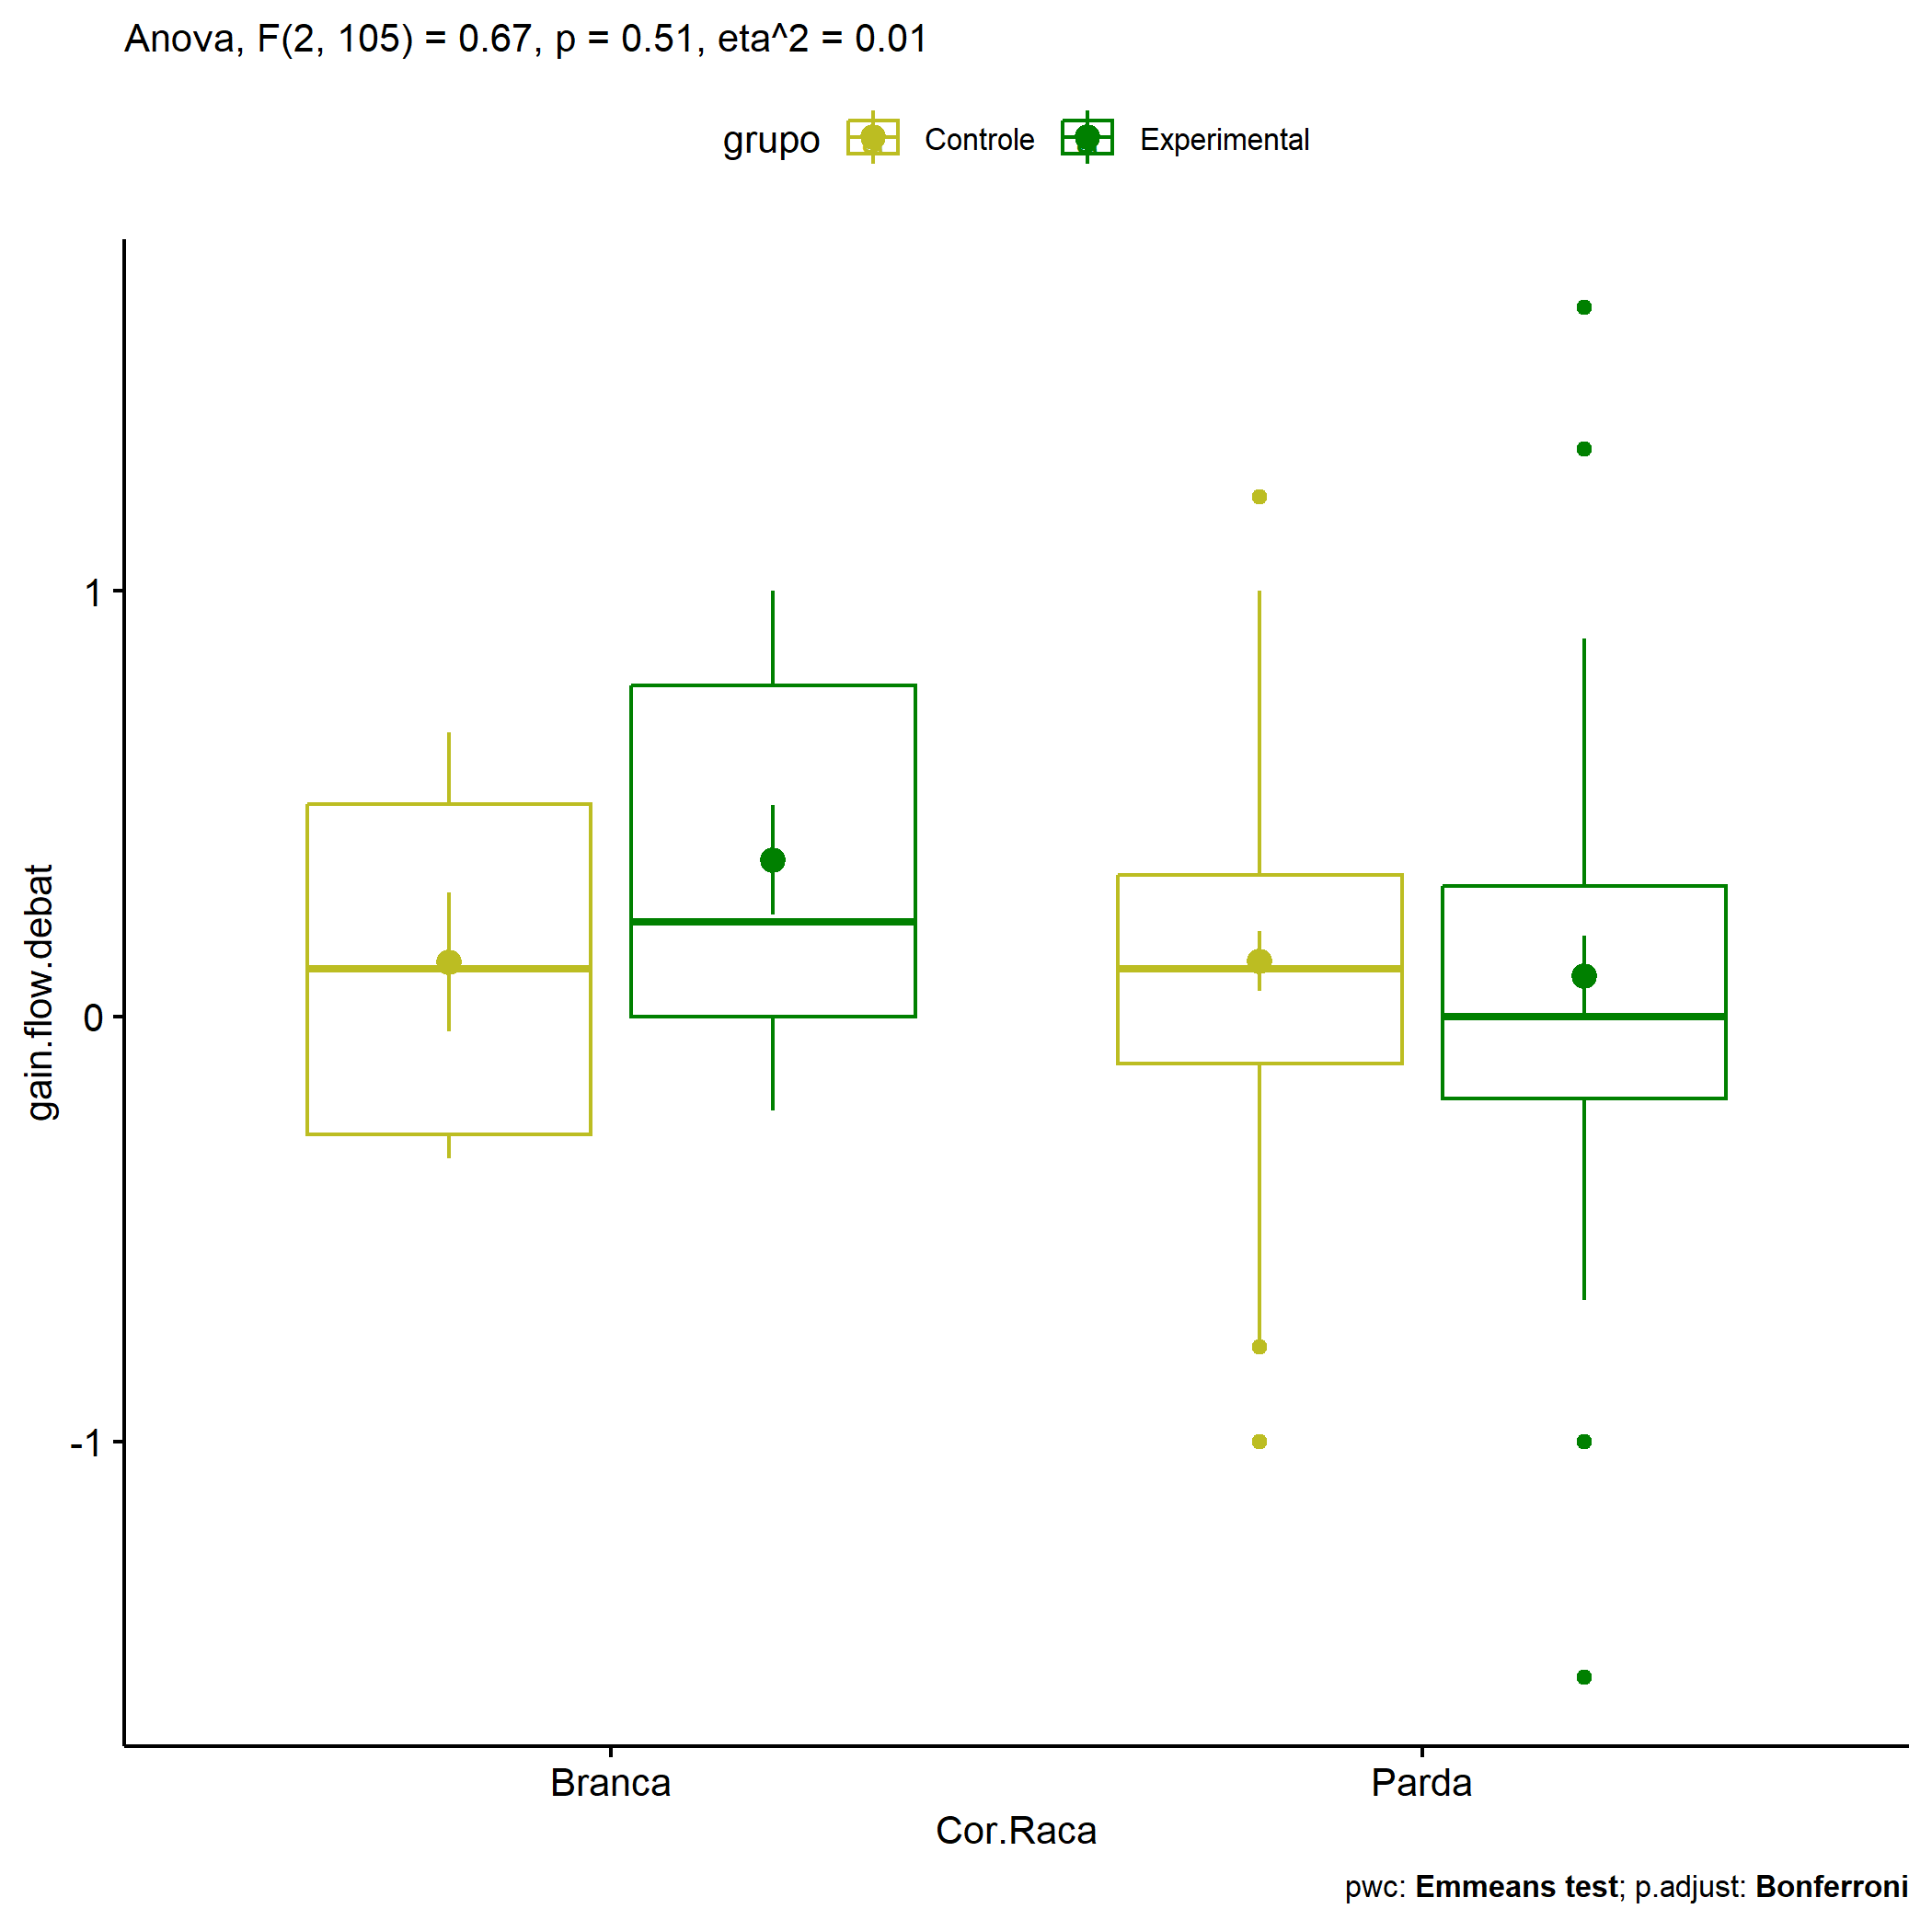 Anova, F(2, 105) = 0.67, p = 0.51, eta^2 = 0.01
grupo Controle Experimental
gain.flow.debat
1
0
-1
Branca Parda
Cor.Raca
pwc: Emmeans test; p.adjust: Bonferroni